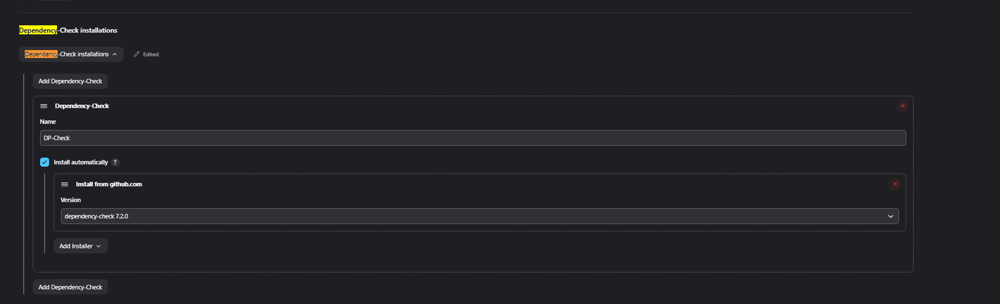 Dependency-Check installations
Dependency-Check installations
Edited
Add Dependency-Check
Dependency-Check
Name
DP-Check
Install automatically ?
Install from github.com
Version
dependency-check 7.2.0
Add Installer
Add Dependency-Check